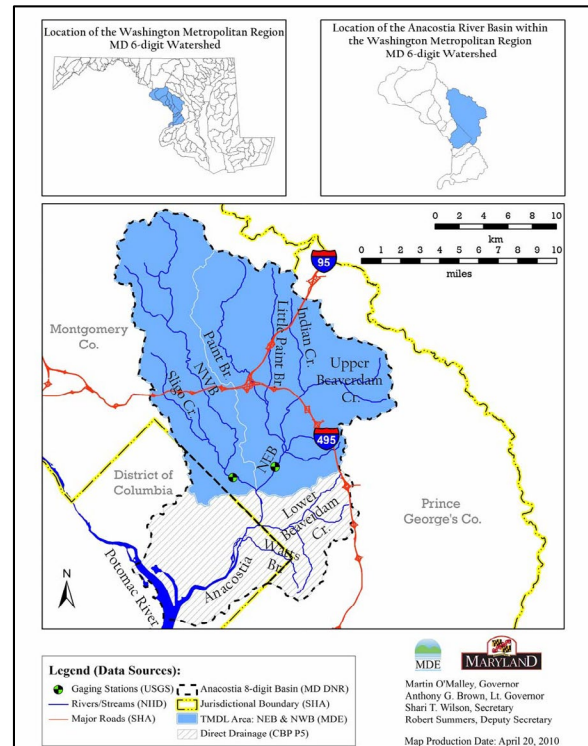 Location of the Washington Metropolitan
Region
MD 6-digit Watershed
Location of the Anacostia River Basin within
the Washington Metropolitan
Region
MD 6-digit Watershed
0 2 4 6 8 10
km
0 1 2 3 4 5 6 7 8 9 10
miles
95
Montgomery
Co.
Paint Br.
Little Paint Br.
Indian Cr.
Upper
Beaverdam
Cr.
Sligo Cr.
NWB
495
NEB
District of
Columbia
Lower
Beaverdam
Cr.
Prince
George's Co.
Watts
Br.
Anacostia
Potomac River
N
Legend (Data Sources):
Gaging Stations (USGS)
Anacostia 8-digit Basin (MD DNR)
Rivers/Streams (NHD)
Jurisdictional Boundary (SHA)
Major Roads (SHA)
TMDL Area: NEB & NWB (MDE)
Direct Drainage (CBP P5)
MDE
MARYLAND
Martin O'Malley, Governor
Anthony G. Brown, Lt. Governor
Shari T. Wilson, Secretary
Robert Summers, Deputy Secretary
Map Production Date: April 20, 2010